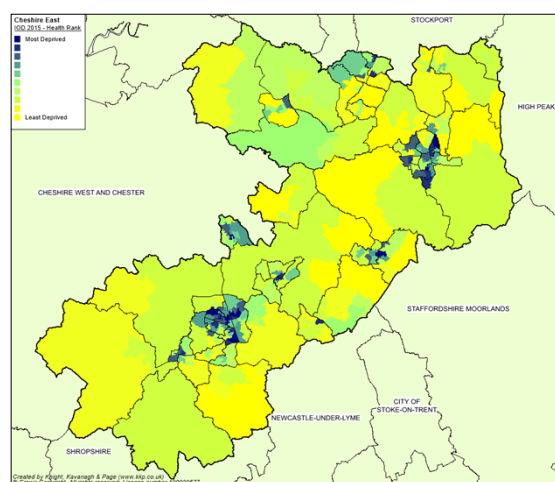 Cheshire East
IOD 2015 - Health Rank
Most Deprived
Least Deprived
STOCKPORT
HIGH PEAK
CHESHIRE WEST AND CHESTER
STAFFORDSHIRE MOORLANDS
CITY OF
STOKE-ON-TRENT
NEWCASTLE-UNDER-LYME
SHROPSHIRE
Created by Knight, Kavanagh & Page (www.kkp.co.uk)